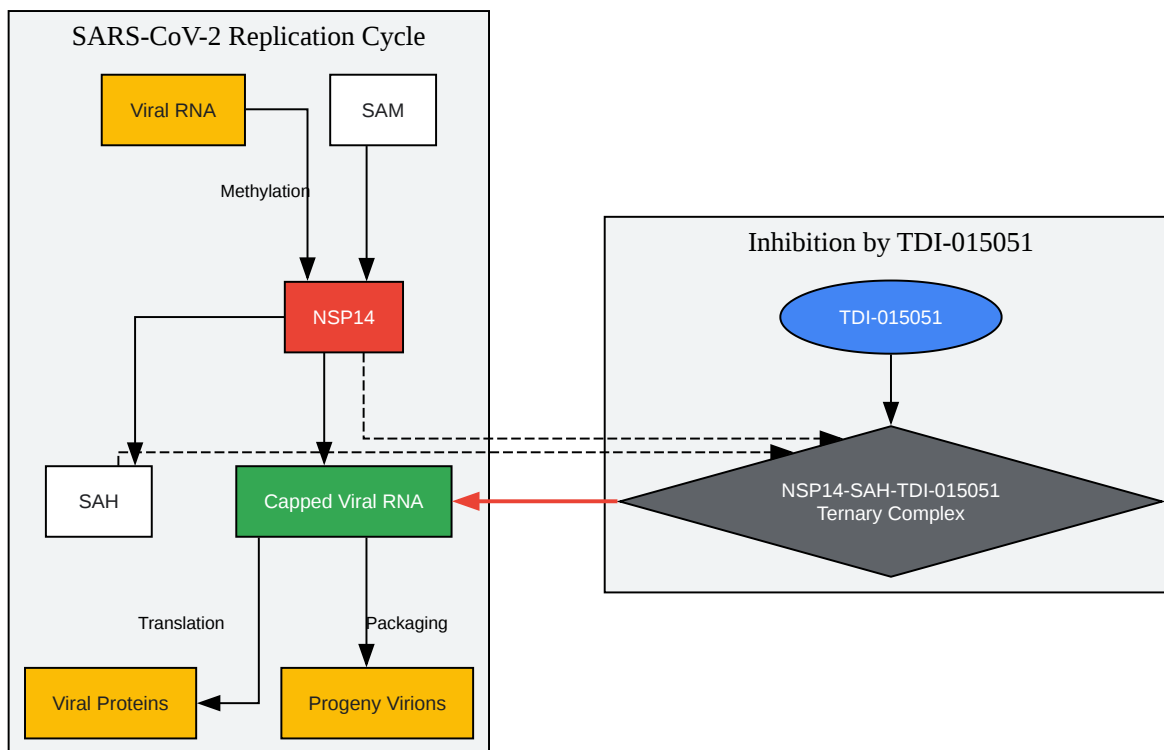 SARS-CoV-2 Replication Cycle
Viral RNA
SAM
Methylation
NSP14
SAH
Capped Viral RNA
Translation
Packaging
Viral Proteins
Progeny Virions
Inhibition by TDI-015051
TDI-015051
NSP14-SAH-TDI-015051
Ternary Complex